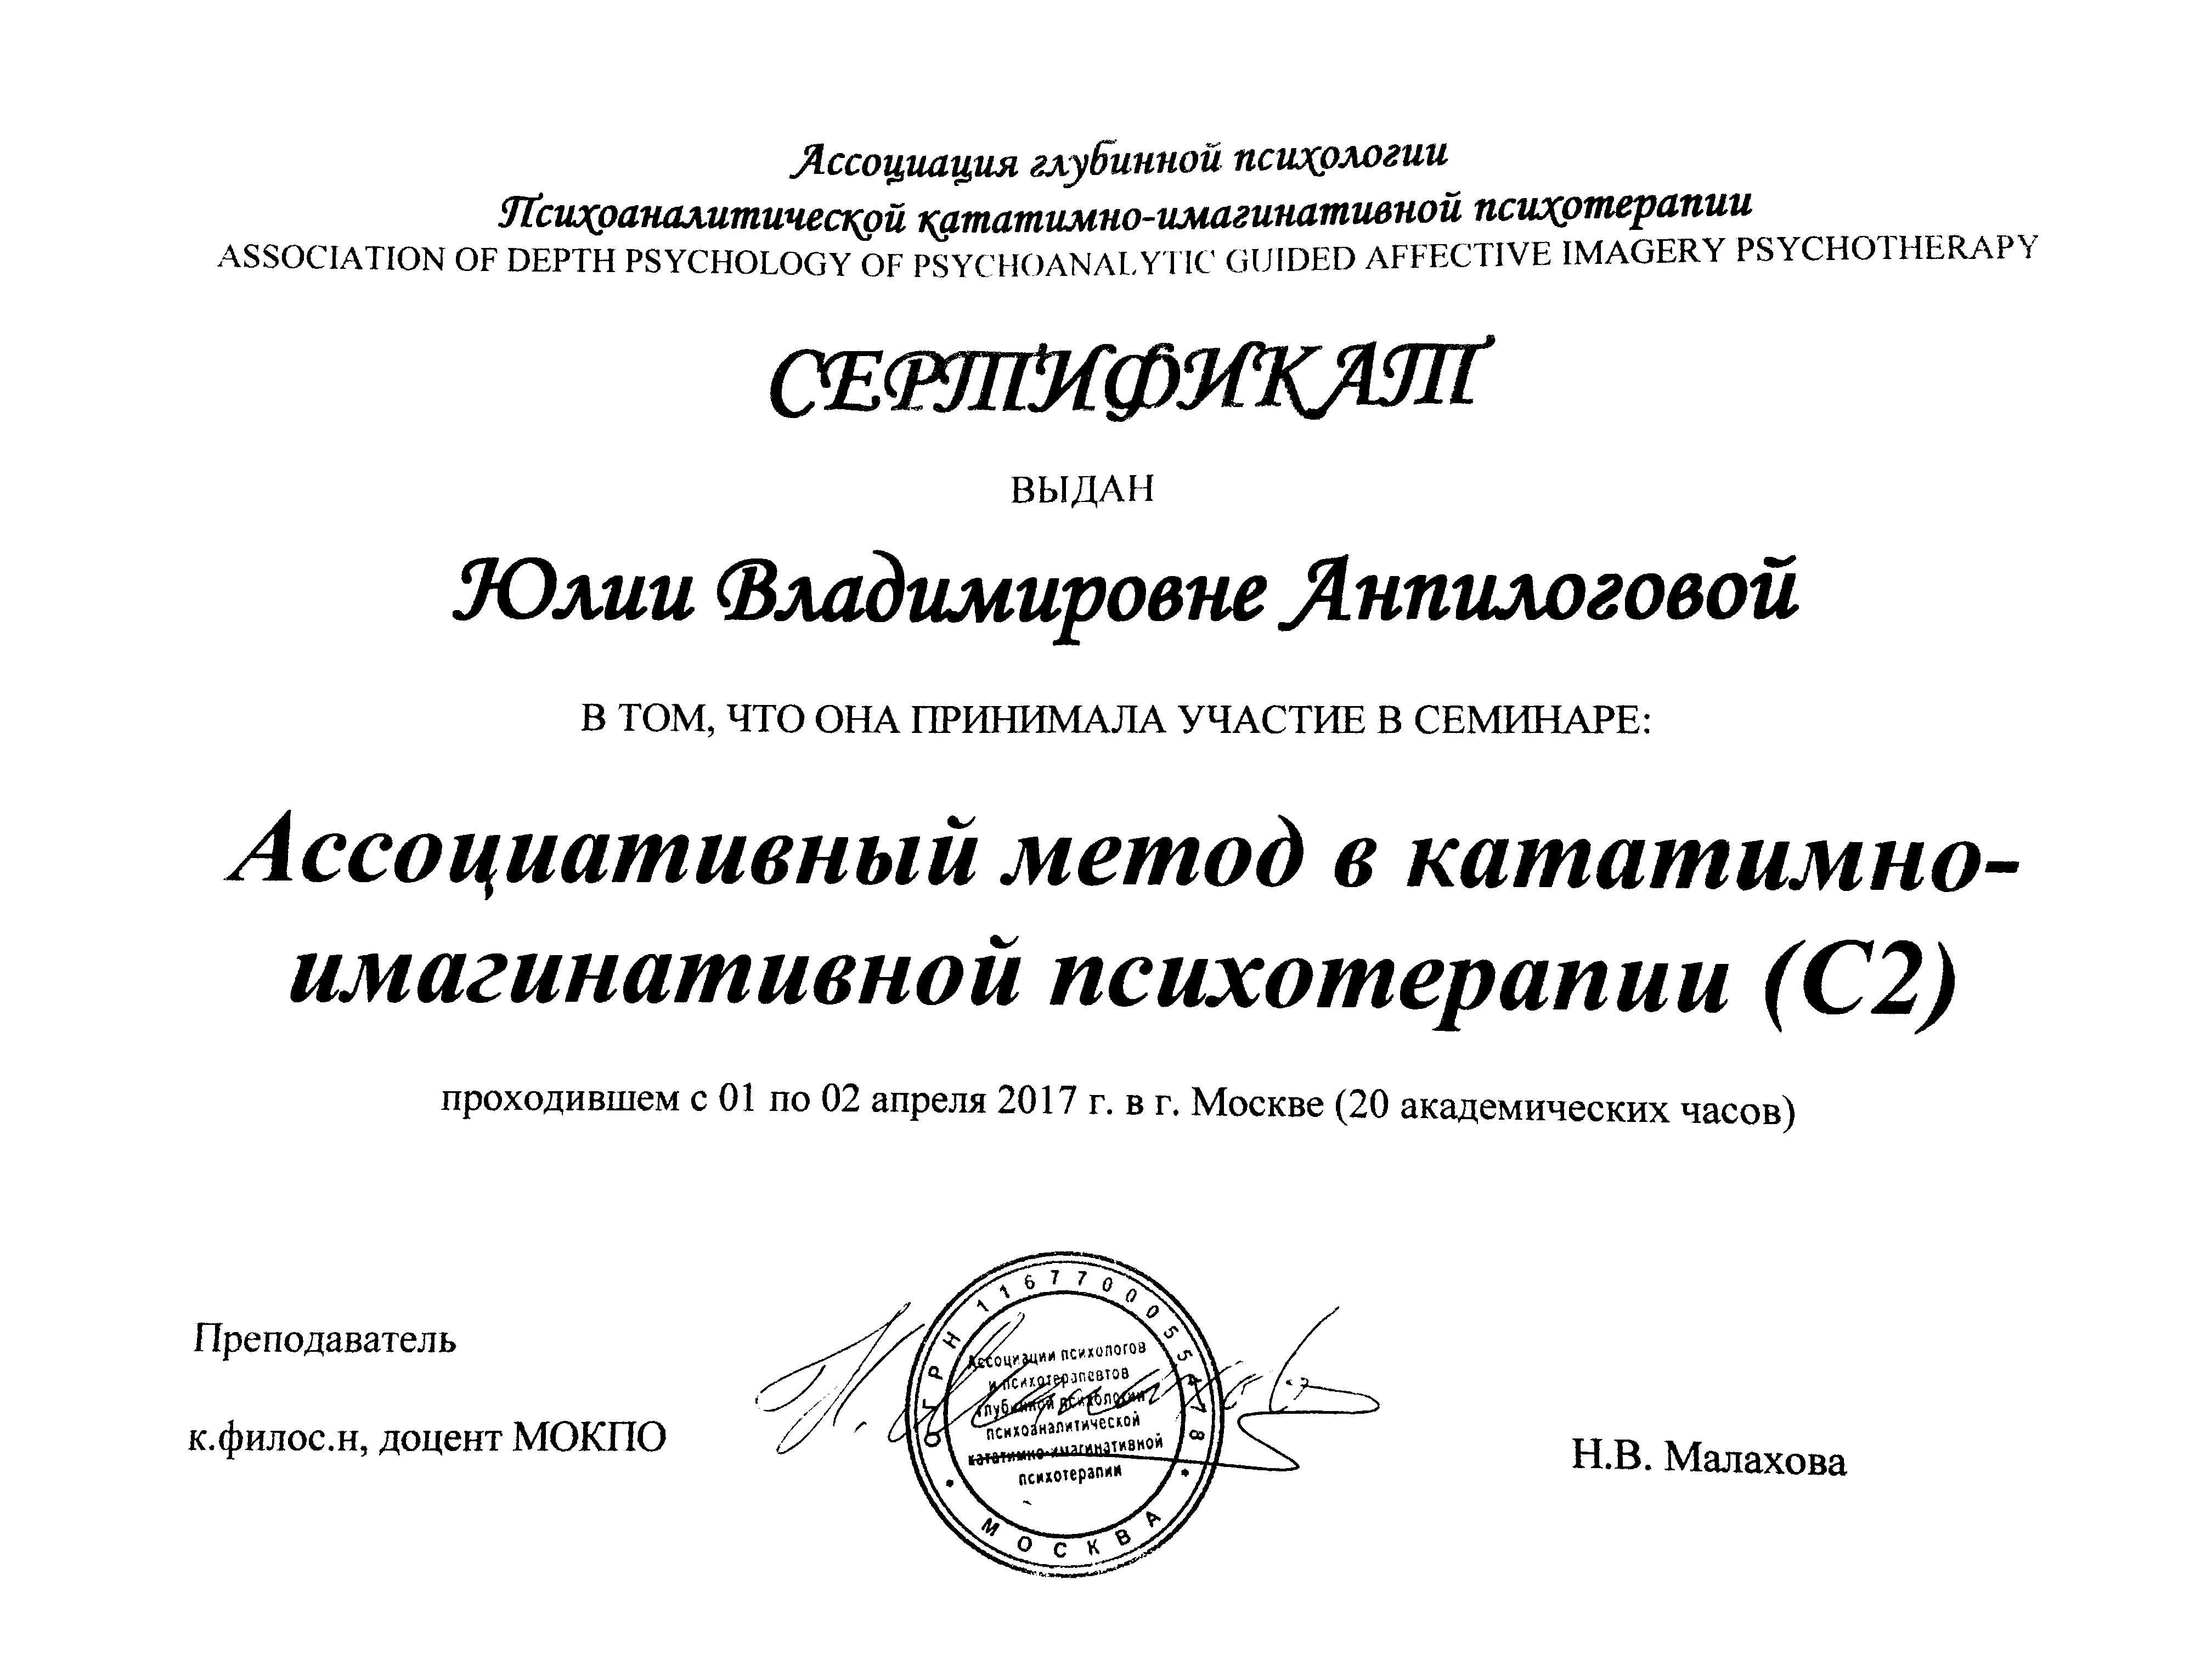 Ассоциация глубинной психологии
Психоаналитической кататимно-имагинативной психотерапии
ASSOCIATION OF DEPTH PSYCHOLOGY OF PSYCHOANALYTIC GUIDED AFFECTIVE IMAGERY PSYCHOTHERAPY
СЕРТИФИКАТ
ВЫДАН
Юлии Владимировне Анпилоговой
В ТОМ, ЧТО ОНА ПРИНИМАЛА УЧАСТИЕ В СЕМИНАРЕ:
Ассоциативный метод в кататимно-
имагинативной психотерапии (С2)
проходившем с 01 по 02 апреля 2017 г. в г. Москве (20 академических часов)
Преподаватель
к.филос.н, доцент МОКПО
ОГРН
Ассоциации психологов
и психотерапевтов
глубинной психологии
психоаналитической
кататимно-имагинативной
психотерапии
МОСКВА
Н.В. Малахова